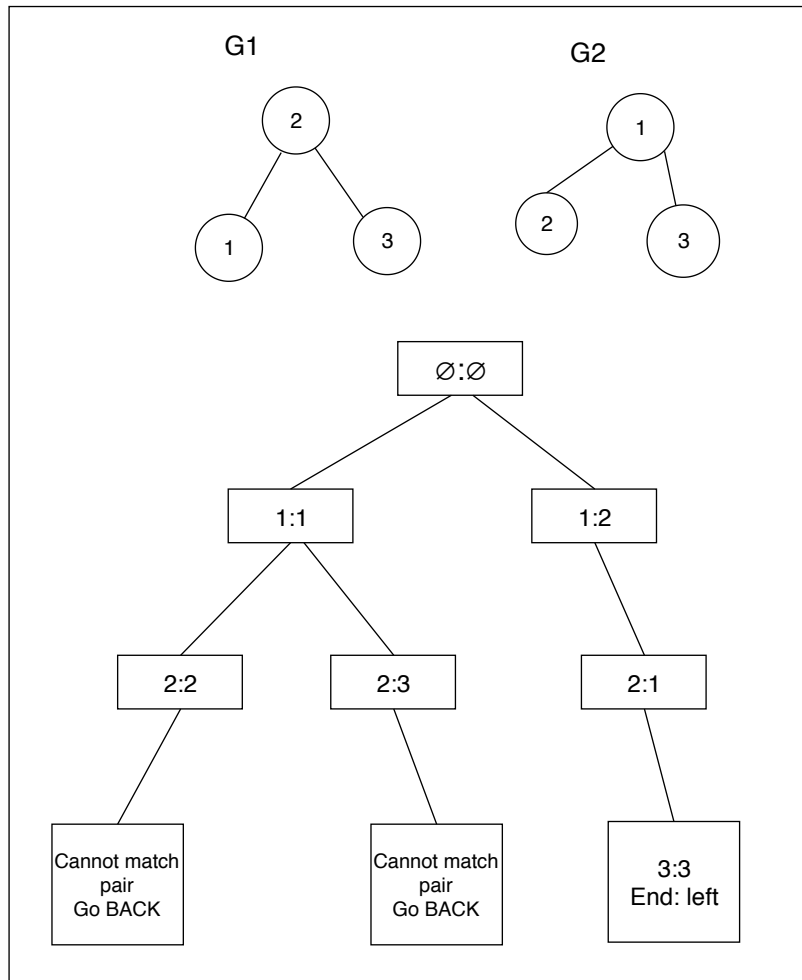 G1
G2
2
1
1
3
2
3
∅:∅
1:1
1:2
2:2
2:3
2:1
Cannot match
pair
Go BACK
Cannot match
pair
Go BACK
3:3
End: left